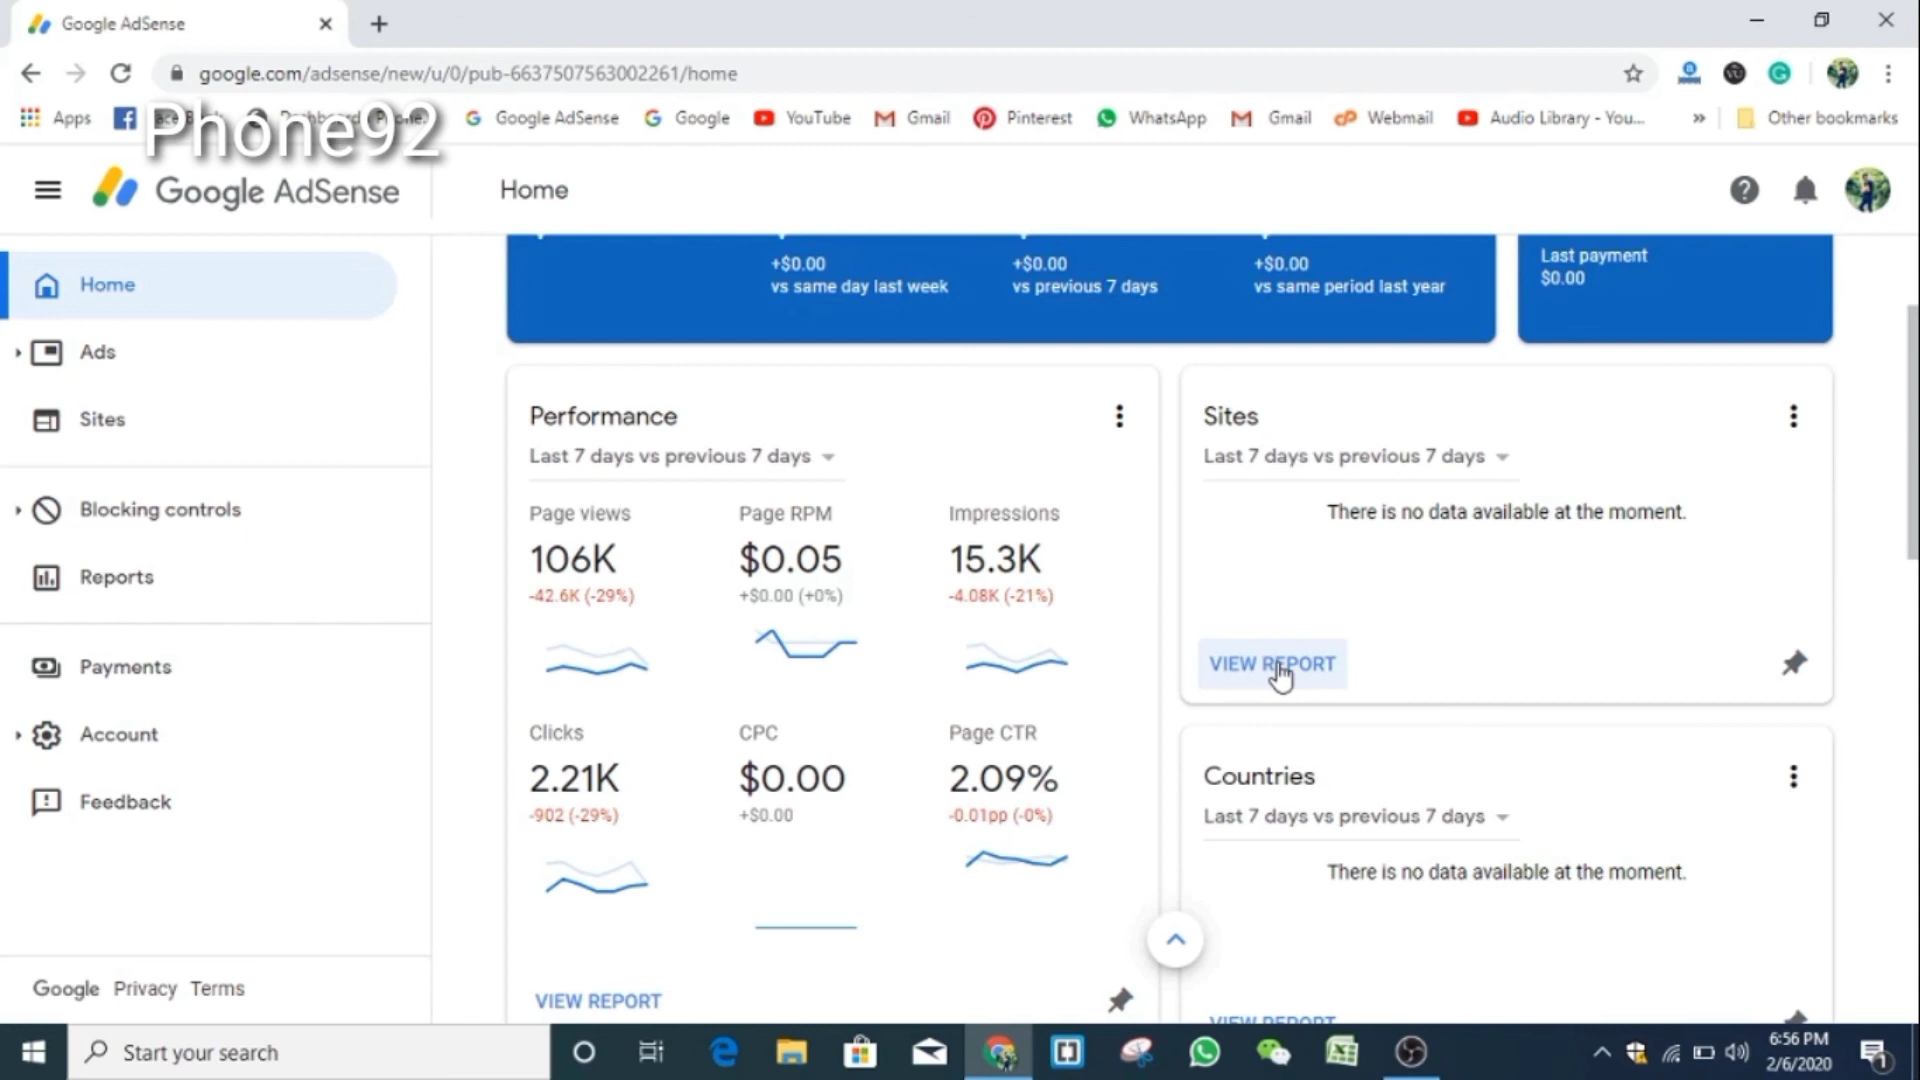 Google AdSense
google.com/adsense/new/u/0/pub-6637507563002261/home
Apps Google AdSense Google YouTube Gmail Pinterest WhatsApp Gmail Webmail Audio Library - You... » Other bookmarks
Phone92
Google AdSense
Home
Home
Ads
Sites
Blocking controls
Reports
Payments
Account
Feedback
Google Privacy Terms
+$0.00
vs same day last week
+$0.00
vs previous 7 days
+$0.00
vs same period last year
Last payment
$0.00
Performance
Last 7 days vs previous 7 days
Page views
106K
-42.6K (-29%)
Page RPM
$0.05
+$0.00 (+0%)
Impressions
15.3K
-4.08K (-21%)
Clicks
2.21K
-902 (-29%)
CPC
$0.00
+$0.00
Page CTR
2.09%
-0.01pp (-0%)
VIEW REPORT
Sites
Last 7 days vs previous 7 days
There is no data available at the moment.
VIEW REPORT
Countries
Last 7 days vs previous 7 days
There is no data available at the moment.
VIEW REPORT
Start your search
6:56 PM
2/6/2020
1